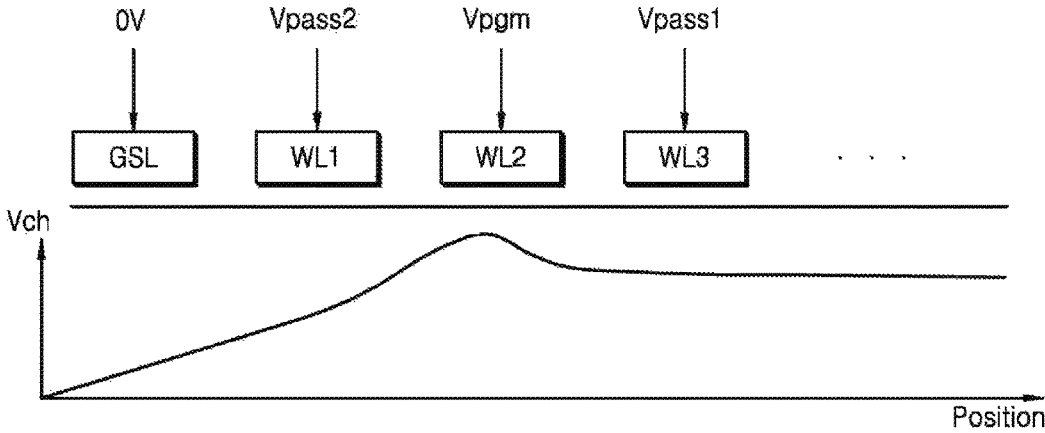 0V Vpass2 Vpgm Vpass1
GSL WL1 WL2 WL3 . . .
Vch
Position